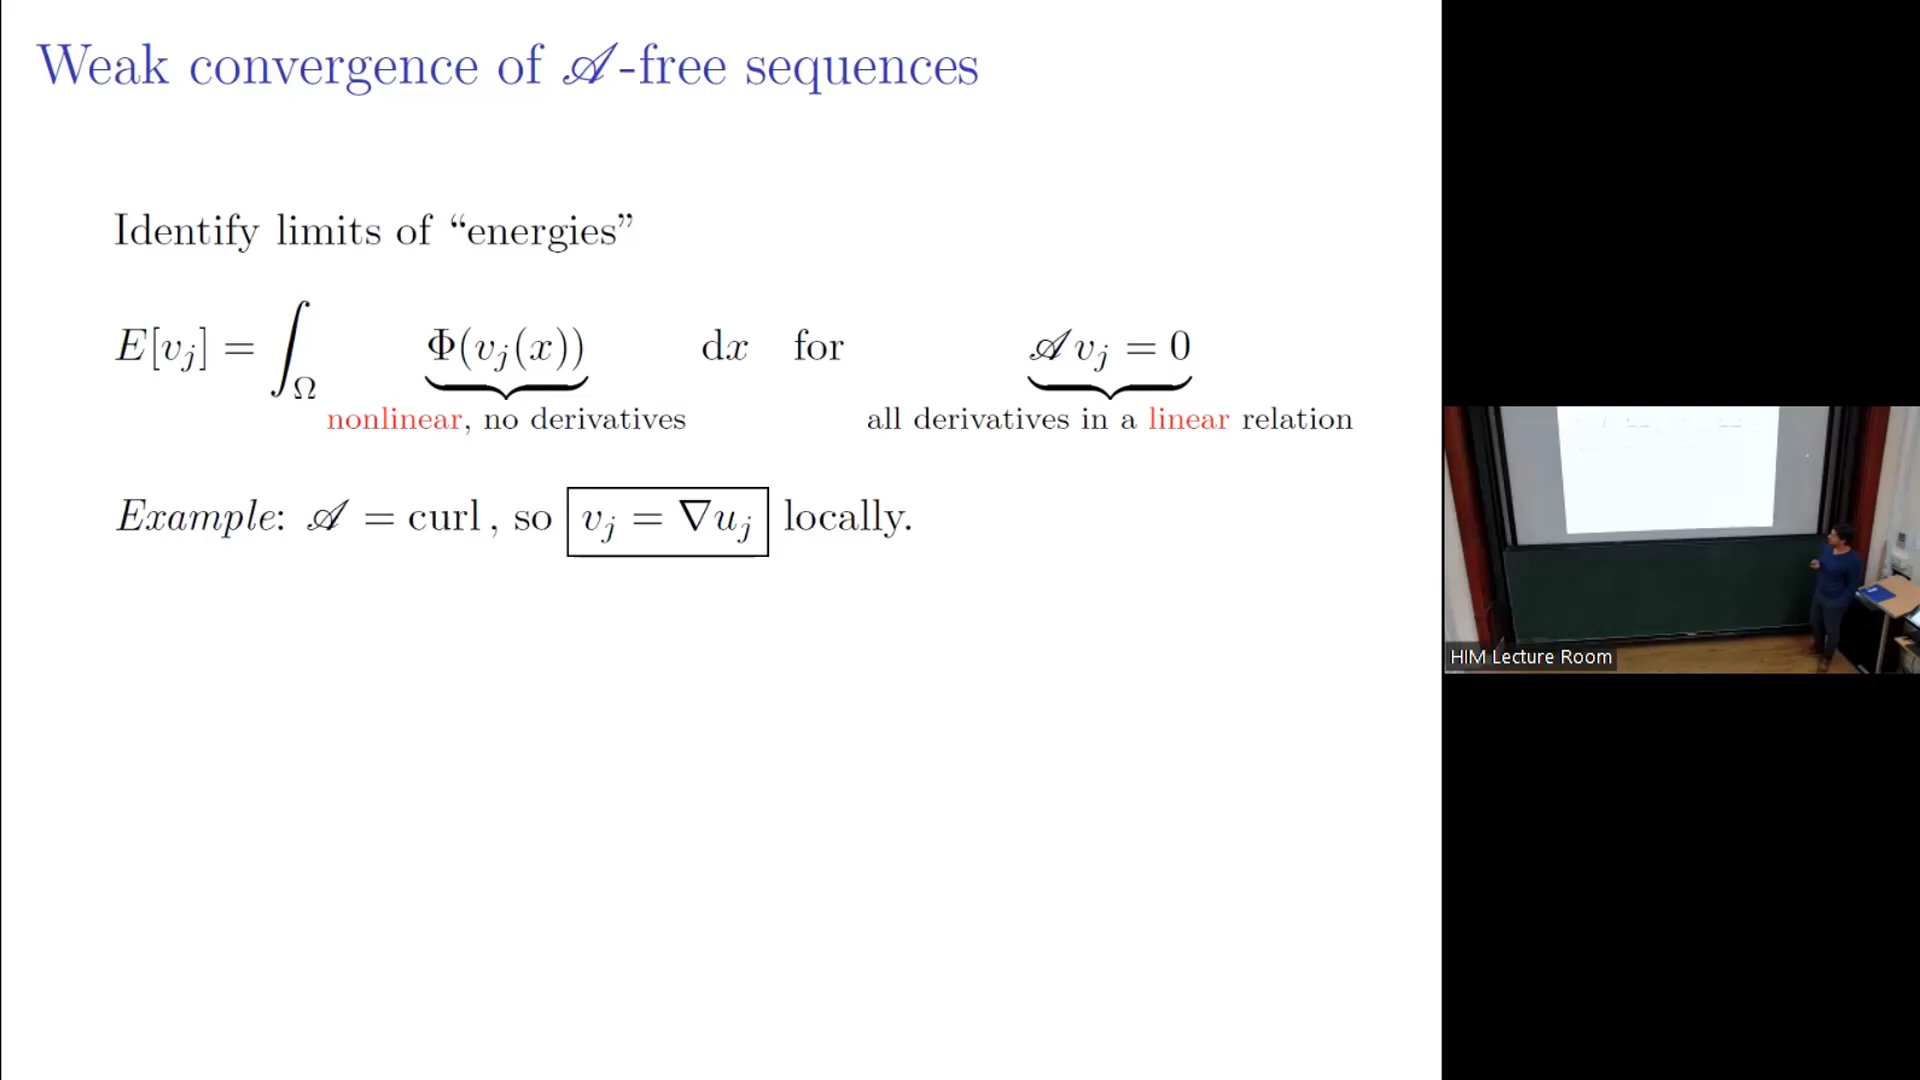 Weak convergence of 𝒜-free sequences
Identify limits of “energies”
E[v_j] = ∫_Ω Φ(v_j(x)) dx for 𝒜 v_j = 0
nonlinear, no derivatives all derivatives in a linear relation
Example: 𝒜 = curl, so v_j = ∇u_j locally.
HIM Lecture Room